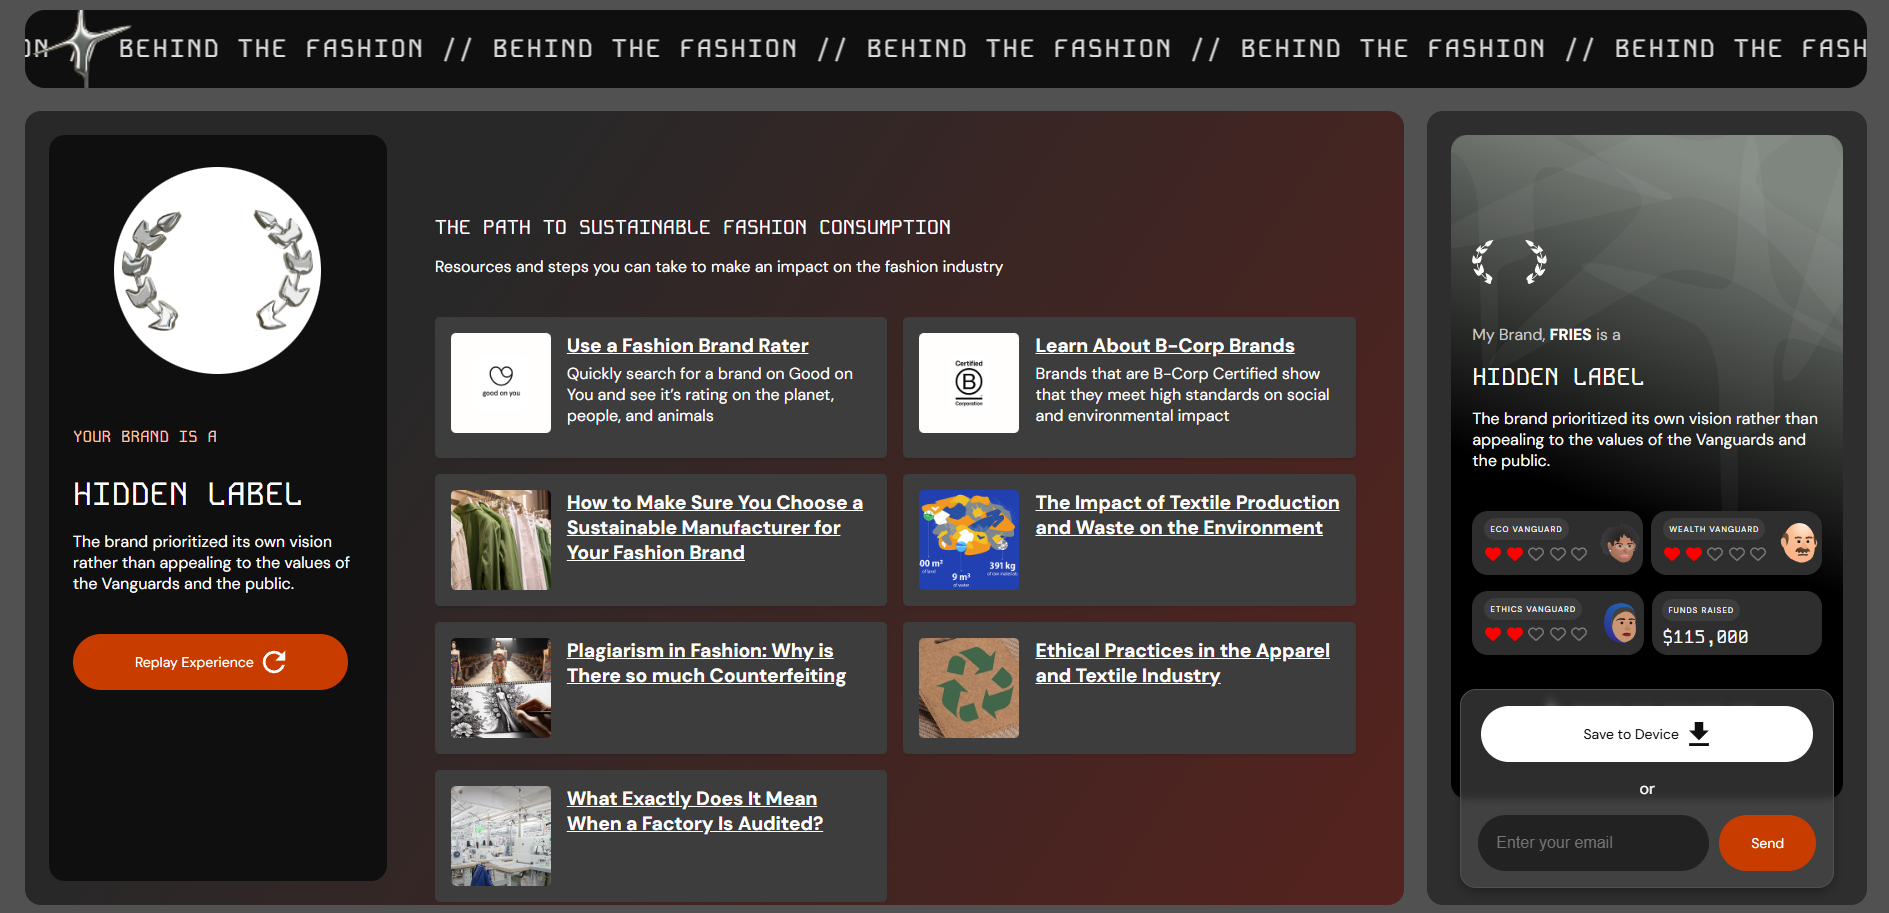 BEHIND THE FASHION // BEHIND THE FASHION // BEHIND THE FASHION // BEHIND THE FASHION // BEHIND THE FASH
YOUR BRAND IS A
HIDDEN LABEL
The brand prioritized its own vision
rather than appealing to the values of
the Vanguards and the public.
Replay Experience
THE PATH TO SUSTAINABLE FASHION CONSUMPTION
Resources and steps you can take to make an impact on the fashion industry
good on you
Use a Fashion Brand Rater
Quickly search for a brand on Good on
You and see it’s rating on the planet,
people, and animals
Certified
B
Corporation
Learn About B-Corp Brands
Brands that are B-Corp Certified show
that they meet high standards on social
and environmental impact
How to Make Sure You Choose a
Sustainable Manufacturer for
Your Fashion Brand
00 m²
of land
9 m³
of water
391 kg
of raw materials
The Impact of Textile Production
and Waste on the Environment
Plagiarism in Fashion: Why is
There so much Counterfeiting
Ethical Practices in the Apparel
and Textile Industry
What Exactly Does It Mean
When a Factory Is Audited?
My Brand, FRIES is a
HIDDEN LABEL
The brand prioritized its own vision rather than
appealing to the values of the Vanguards and
the public.
ECO VANGUARD
WEALTH VANGUARD
ETHICS VANGUARD
FUNDS RAISED
$115,000
Save to Device
or
Enter your email
Send